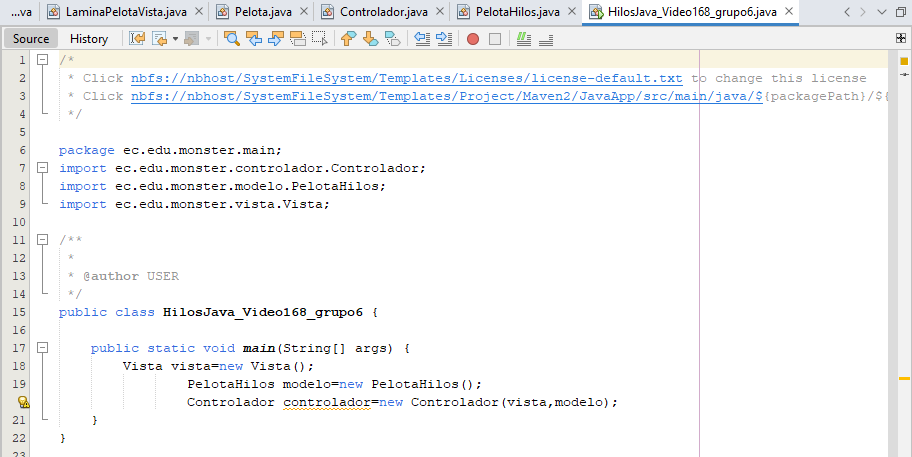 ...va LaminaPelotaVista.java Pelota.java Controlador.java PelotaHilos.java HilosJava_Video168_grupo6.java
Source History
1 /*
2 * Click nbfs://nbhost/SystemFileSystem/Templates/Licenses/license-default.txt to change this license
3 * Click nbfs://nbhost/SystemFileSystem/Templates/Project/Maven2/JavaApp/src/main/java/${packagePath}/${
4 */
5
6 package ec.edu.monster.main;
7 import ec.edu.monster.controlador.Controlador;
8 import ec.edu.monster.modelo.PelotaHilos;
9 import ec.edu.monster.vista.Vista;
10
11 /**
12 *
13 * @author USER
14 */
15 public class HilosJava_Video168_grupo6 {
16
17 public static void main(String[] args) {
18 Vista vista=new Vista();
19 PelotaHilos modelo=new PelotaHilos();
Controlador controlador=new Controlador(vista,modelo);
21 }
22 }
23